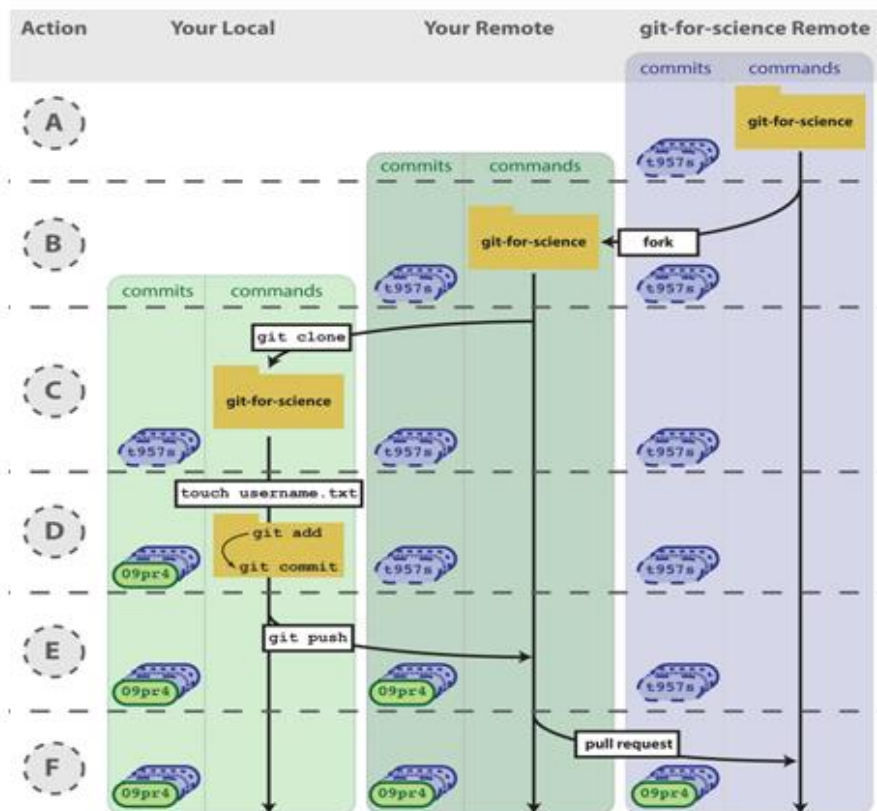 Action Your Local Your Remote git-for-science Remote
commits commands
A
git-for-science
t957s
commits commands
B
git-for-science
fork
t957s
t957s
commits commands
git clone
C
git-for-science
t957s
t957s
t957s
touch username.txt
D
git add
git commit
09pr4
t957s
t957s
E
git push
09pr4
09pr4
t957s
pull request
F
09pr4
09pr4
09pr4